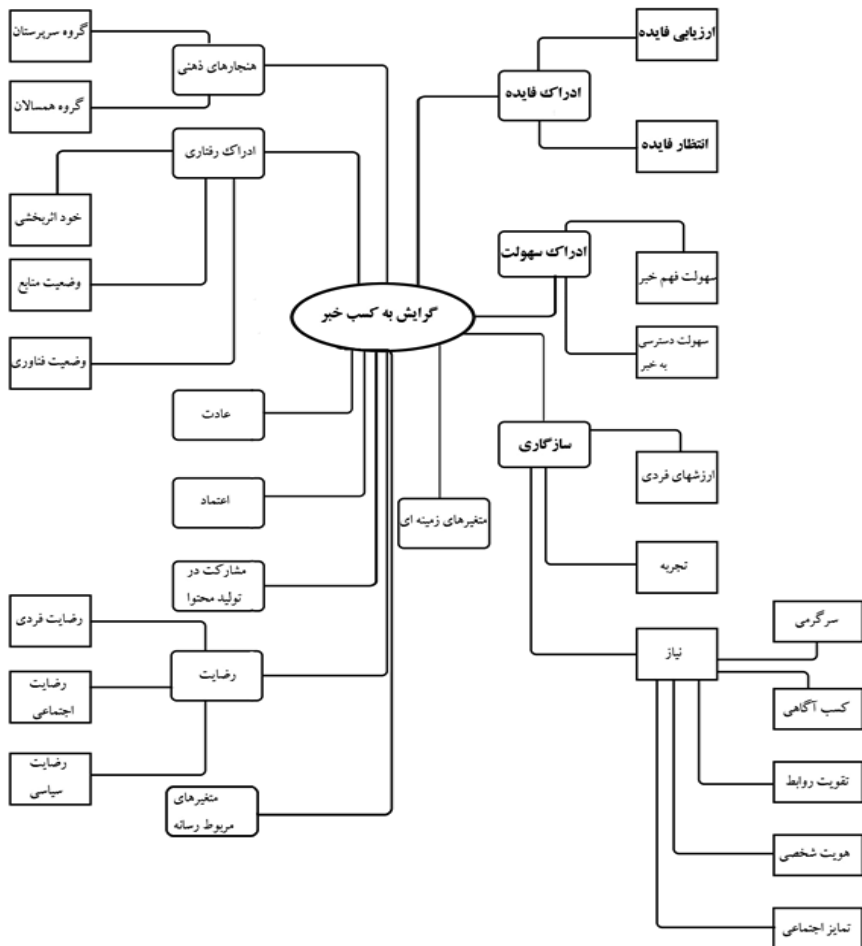 گروه سرپرستان
هنجارهای ذهنی
گروه همسالان
ادراک رفتاری
خود اثربخشی
وضعیت منابع
وضعیت فناوری
ارزیابی فایده
ادراک فایده
انتظار فایده
ادراک سهولت
سهولت فهم خبر
سهولت دسترسی
به خبر
گرایش به کسب خبر
عادت
اعتماد
مشارکت در
تولید محتوا
متغیرهای زمینه ای
سازگاری
ارزشهای فردی
تجربه
نیاز
سرگرمی
کسب آگاهی
تقویت روابط
هویت شخصی
تمایز اجتماعی
رضایت فردی
رضایت
رضایت
اجتماعی
رضایت
سیاسی
متغیرهای
مربوط رسانه